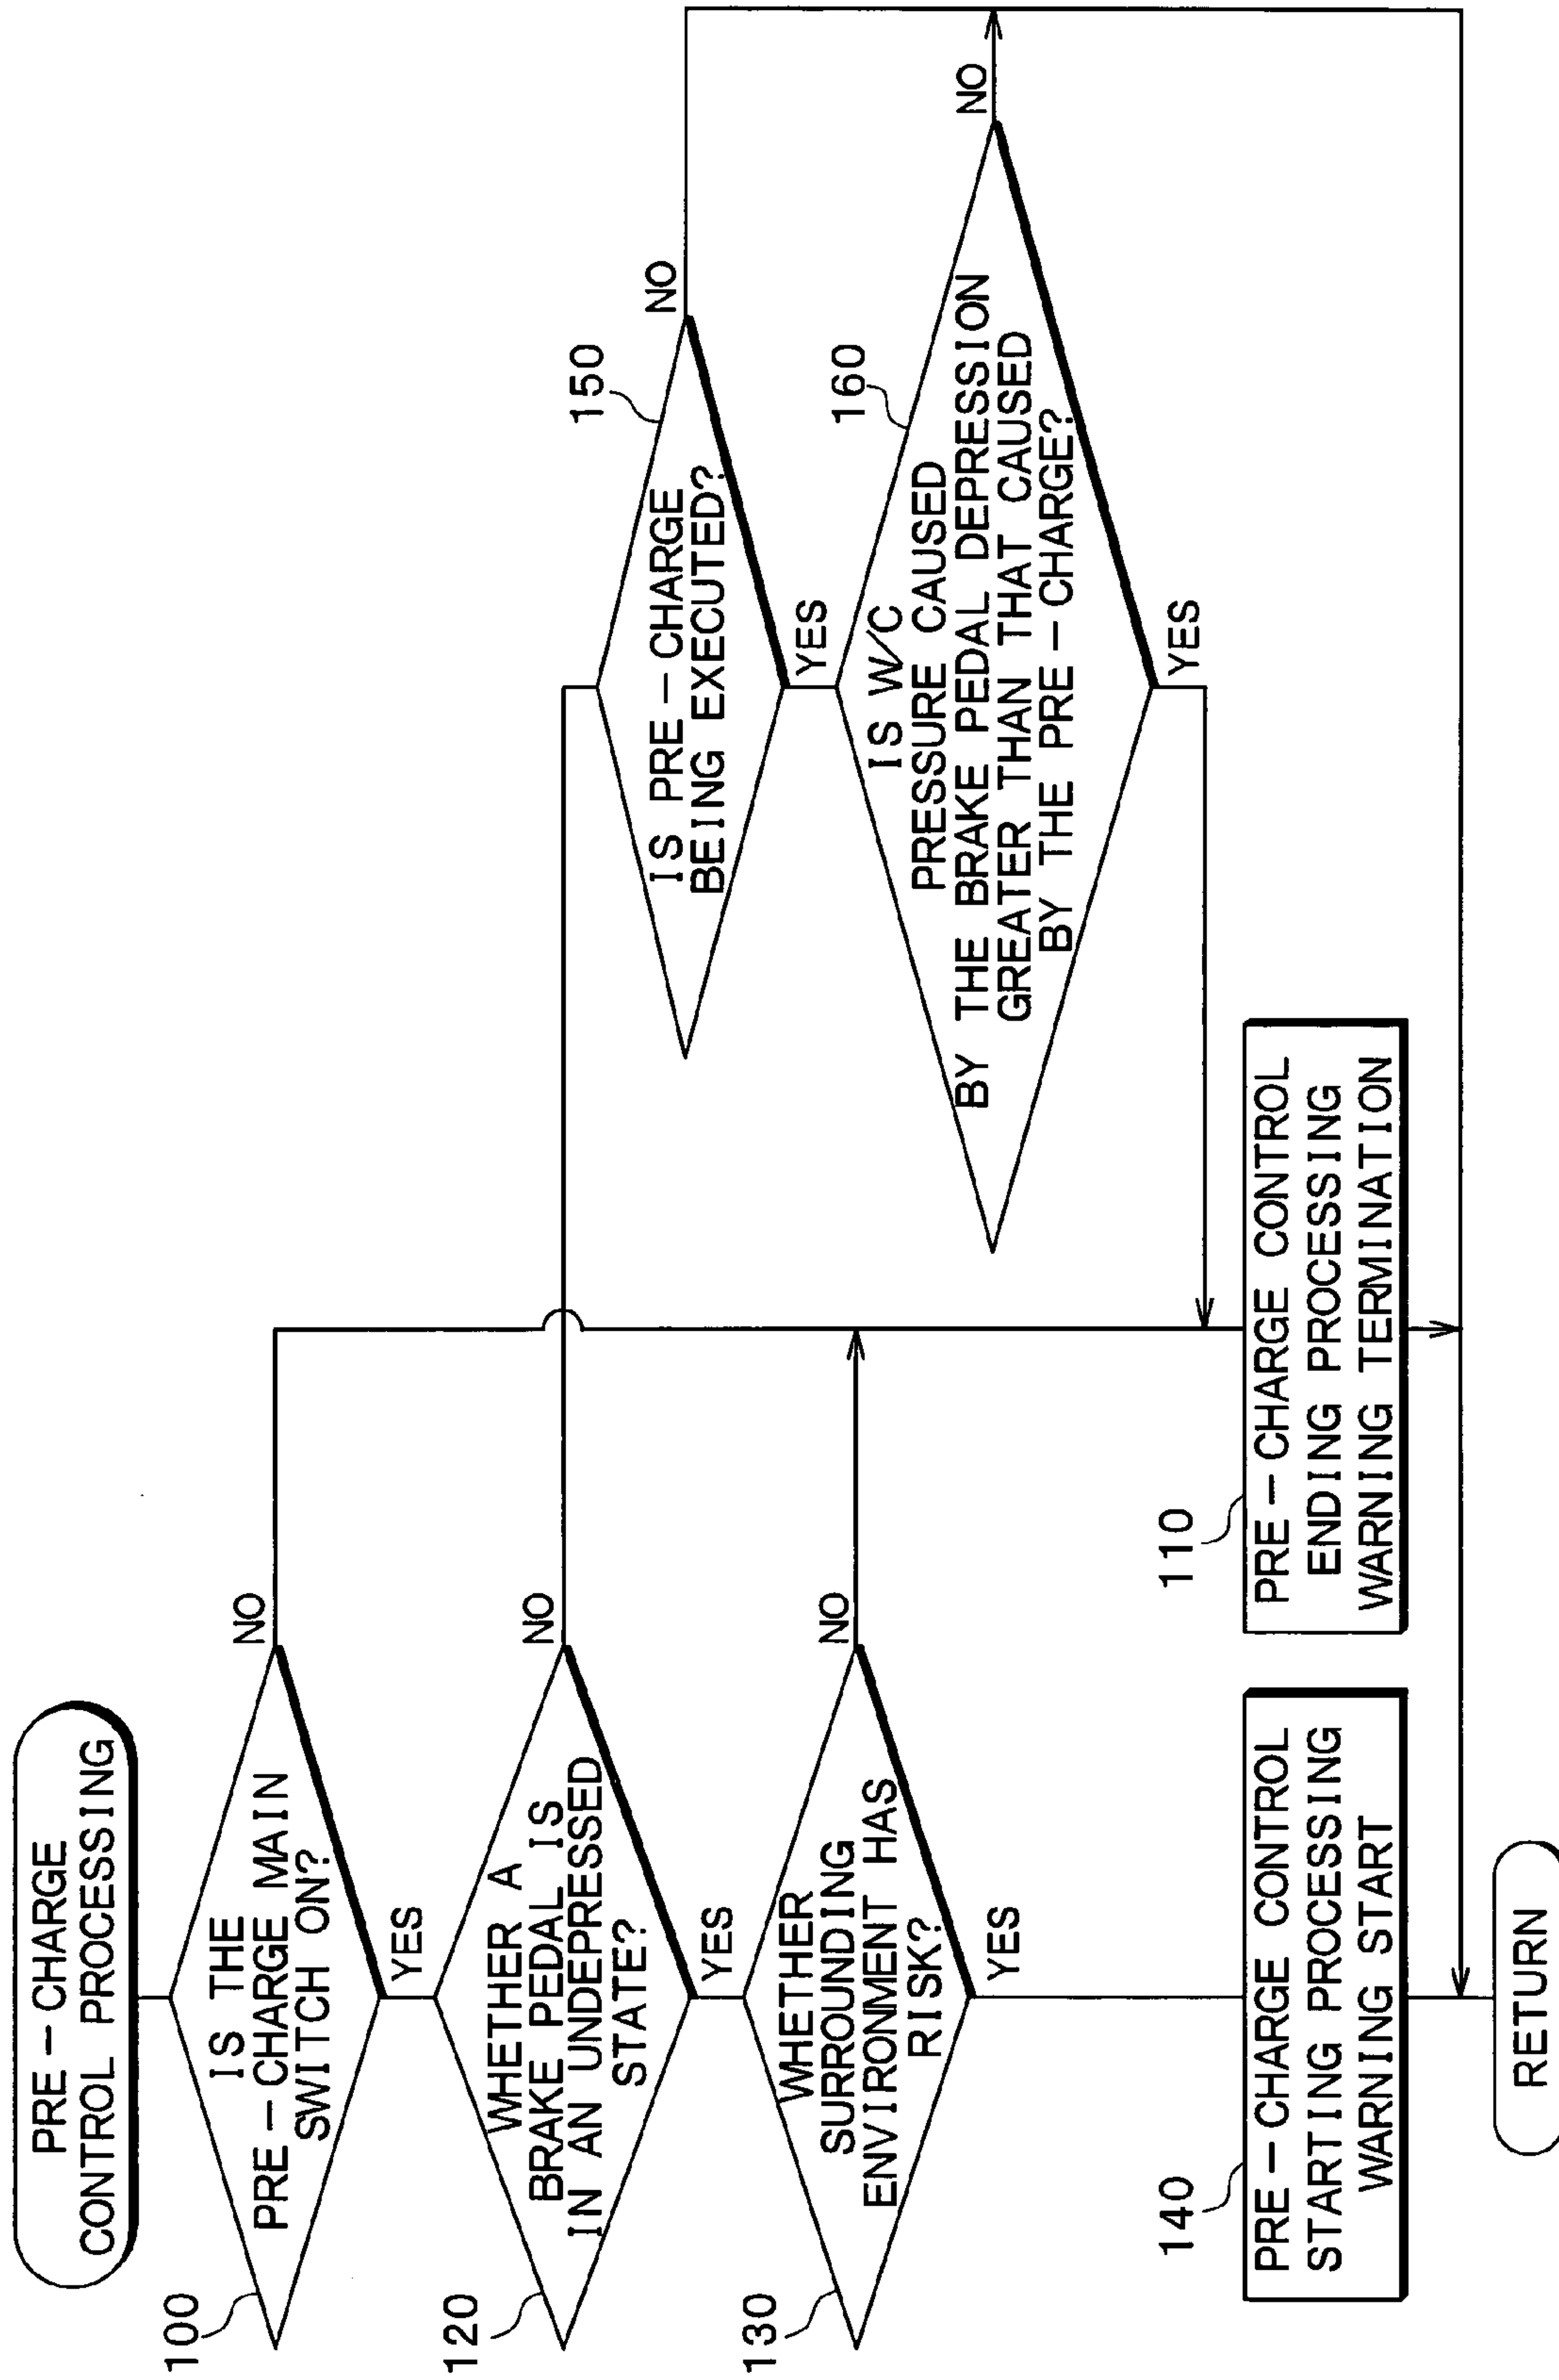 PRE-CHARGE
CONTROL PROCESSING
100
IS THE
PRE-CHARGE MAIN
SWITCH ON?
NO
YES
120
WHETHER A
BRAKE PEDAL IS
IN AN UNDEPRESSED
STATE?
NO
YES
130
WHETHER
SURROUNDING
ENVIRONMENT HAS
RISK?
NO
YES
150
IS PRE-CHARGE
BEING EXECUTED?
NO
YES
160
IS W/C
PRESSURE CAUSED
BY THE BRAKE PEDAL DEPRESSION
GREATER THAN THAT CAUSED
BY THE PRE-CHARGE?
NO
YES
140
PRE-CHARGE CONTROL
STARTING PROCESSING
WARNING START
110
PRE-CHARGE CONTROL
ENDING PROCESSING
WARNING TERMINATION
RETURN